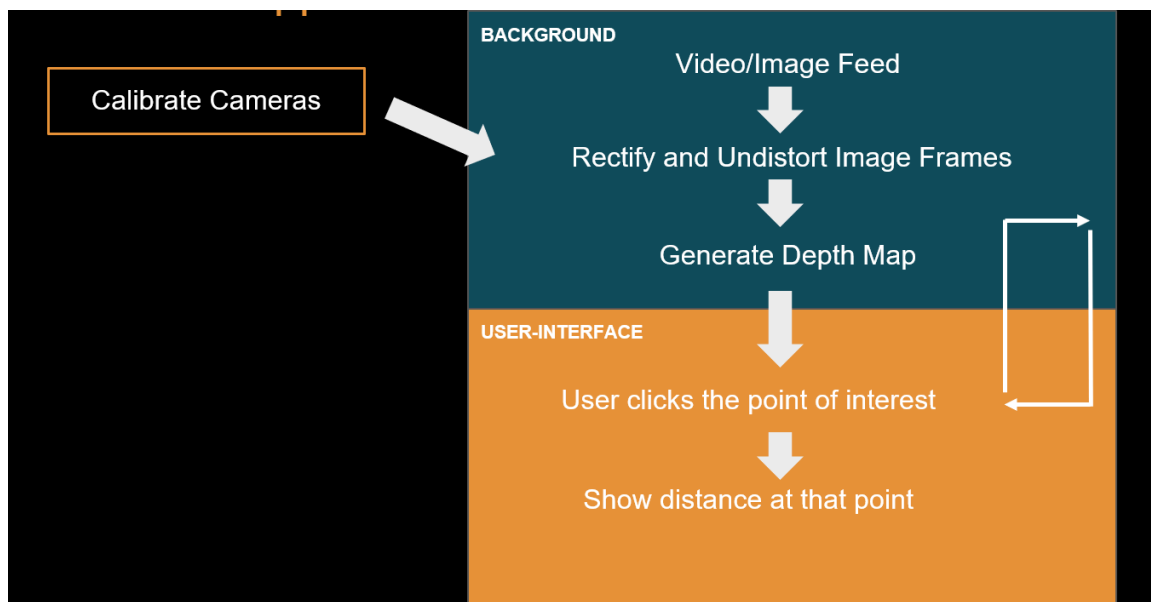 BACKGROUND
Video/Image Feed
Calibrate Cameras
Rectify and Undistort Image Frames
Generate Depth Map
USER-INTERFACE
User clicks the point of interest
Show distance at that point